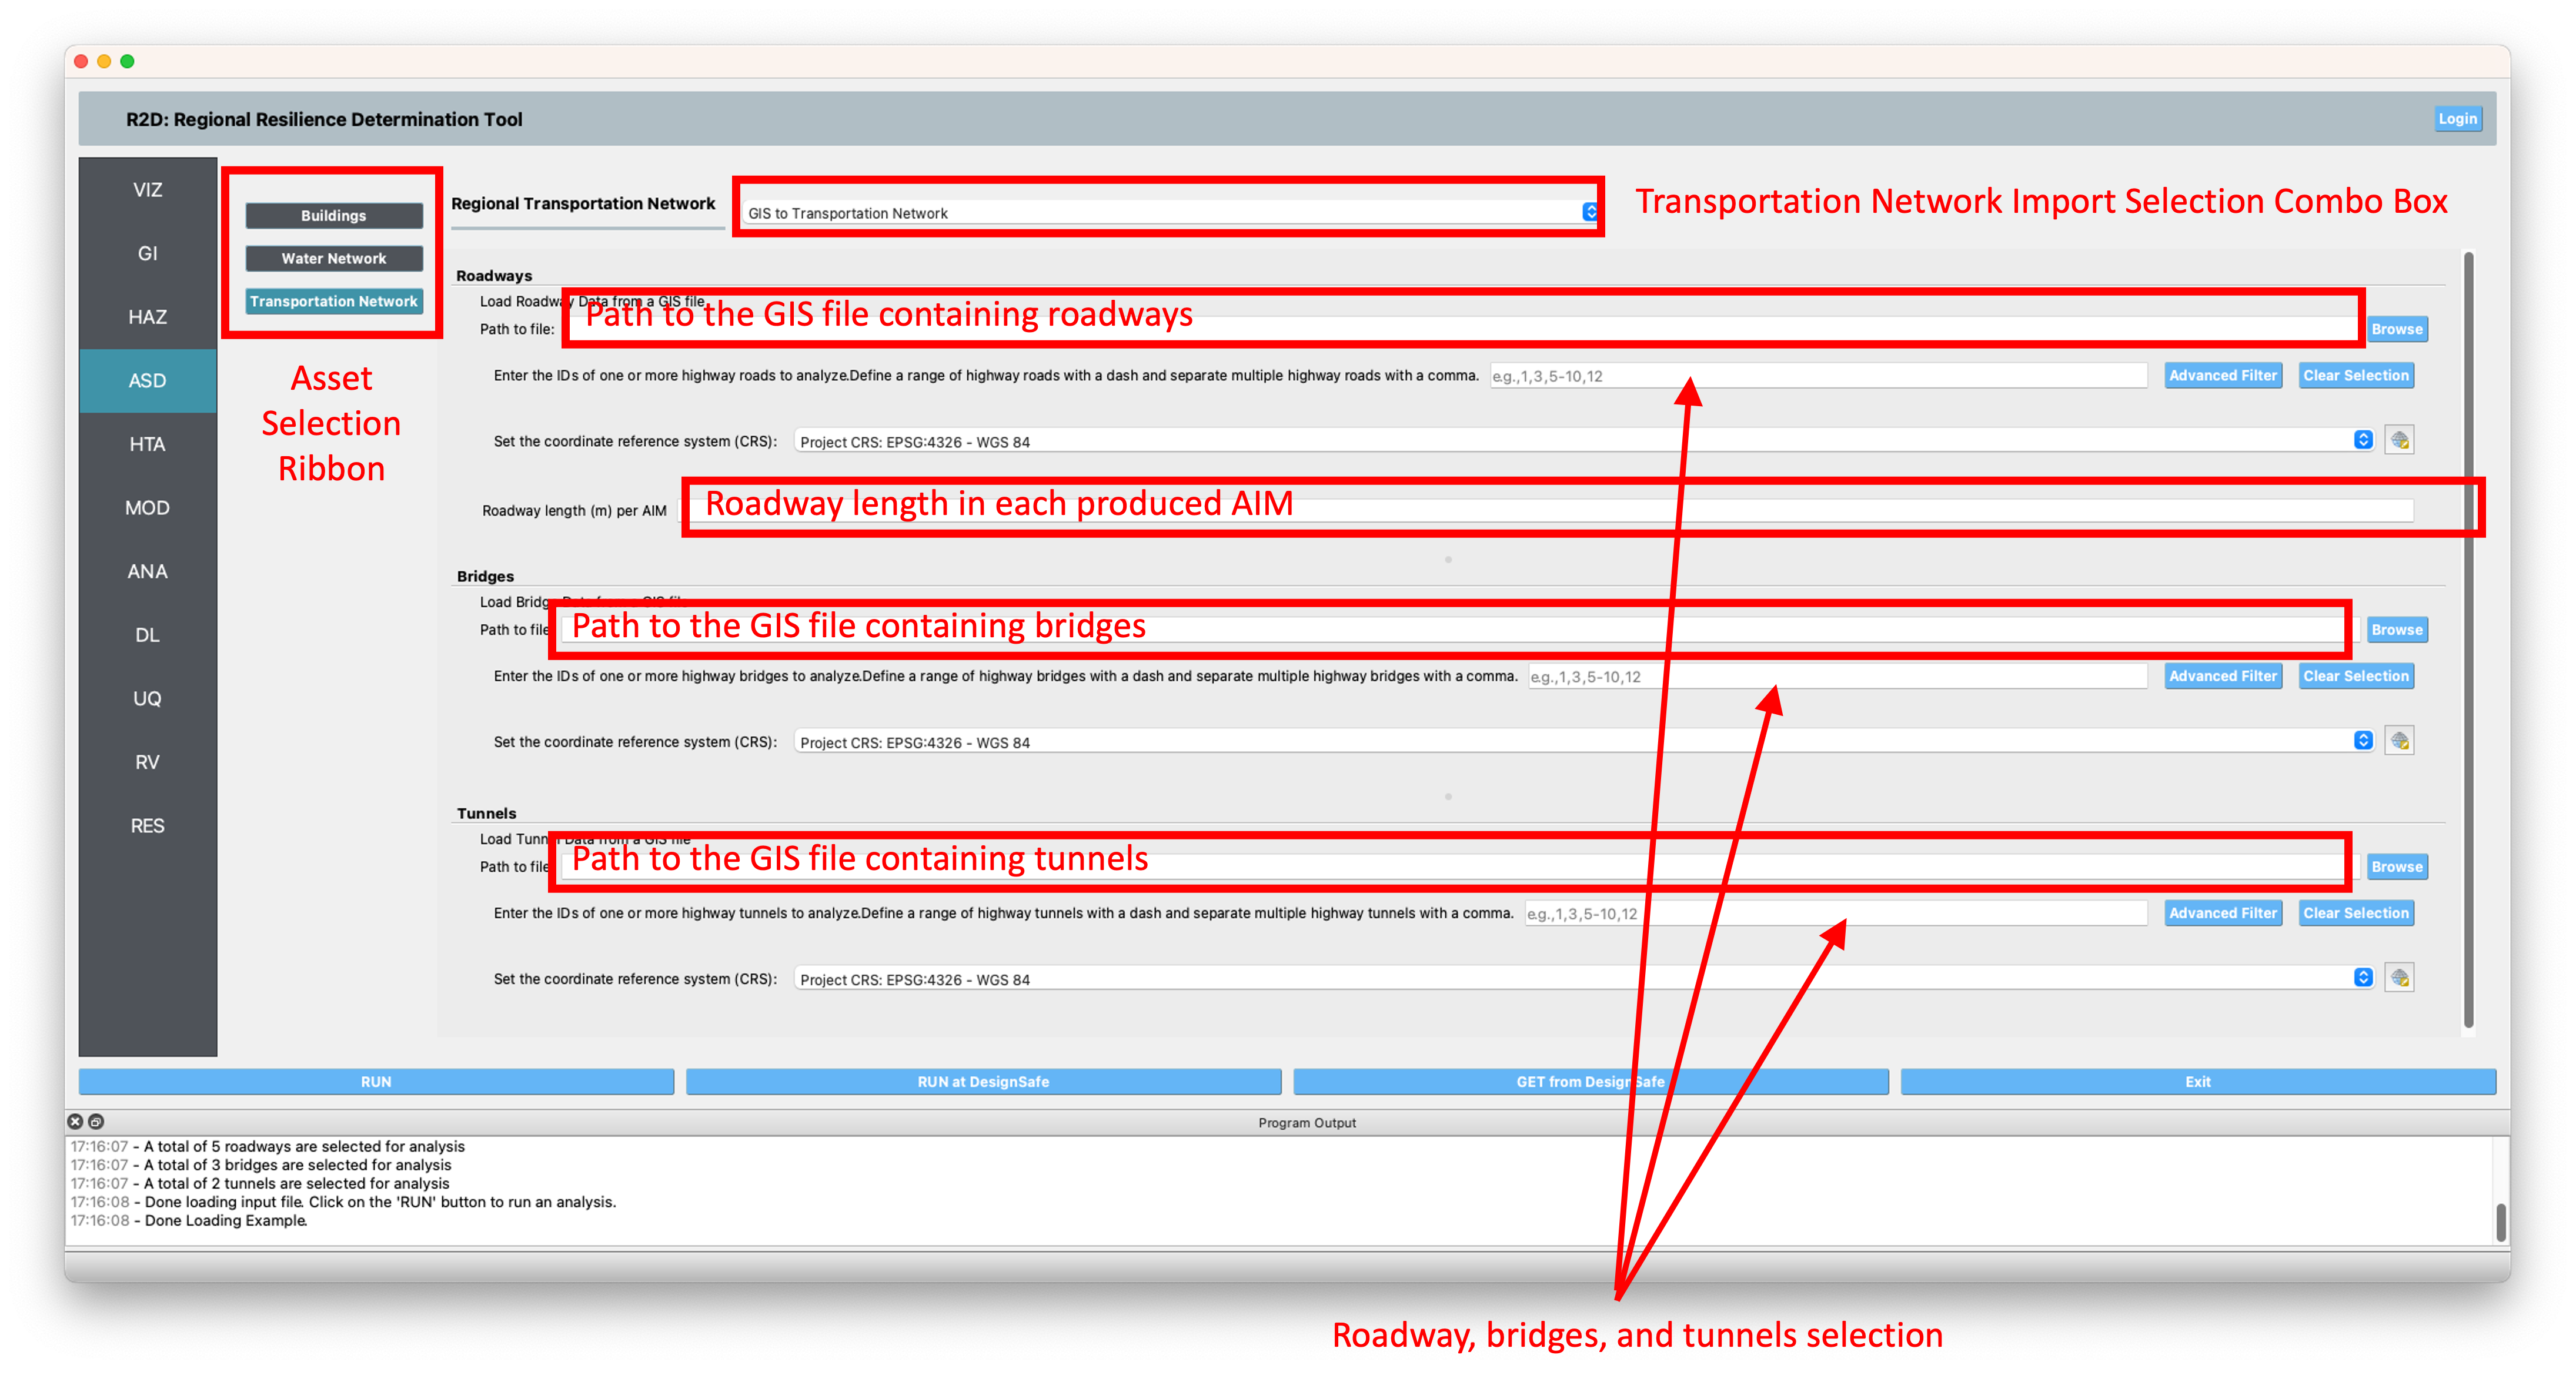 R2D: Regional Resilience Determination Tool
Login
VIZ
GI
HAZ
ASD
HTA
MOD
ANA
DL
UQ
RV
RES
Buildings
Water Network
Transportation Network
Asset
Selection
Ribbon
Regional Transportation Network
GIS to Transportation Network
Transportation Network Import Selection Combo Box
Roadways
Load Roadway Data from a GIS file
Path to file:
Path to the GIS file containing roadways
Browse
Enter the IDs of one or more highway roads to analyze.Define a range of highway roads with a dash and separate multiple highway roads with a comma.
e.g.,1,3,5-10,12
Advanced Filter
Clear Selection
Set the coordinate reference system (CRS):
Project CRS: EPSG:4326 - WGS 84
Roadway length (m) per AIM
Roadway length in each produced AIM
Bridges
Load Bridge Data from a GIS file
Path to file
Path to the GIS file containing bridges
Browse
Enter the IDs of one or more highway bridges to analyze.Define a range of highway bridges with a dash and separate multiple highway bridges with a comma.
e.g.,1,3,5-10,12
Advanced Filter
Clear Selection
Set the coordinate reference system (CRS):
Project CRS: EPSG:4326 - WGS 84
Tunnels
Load Tunnel Data from a GIS file
Path to file
Path to the GIS file containing tunnels
Browse
Enter the IDs of one or more highway tunnels to analyze.Define a range of highway tunnels with a dash and separate multiple highway tunnels with a comma.
e.g.,1,3,5-10,12
Advanced Filter
Clear Selection
Set the coordinate reference system (CRS):
Project CRS: EPSG:4326 - WGS 84
RUN
RUN at DesignSafe
GET from DesignSafe
Exit
Program Output
17:16:07 - A total of 5 roadways are selected for analysis
17:16:07 - A total of 3 bridges are selected for analysis
17:16:07 - A total of 2 tunnels are selected for analysis
17:16:08 - Done loading input file. Click on the 'RUN' button to run an analysis.
17:16:08 - Done Loading Example.
Roadway, bridges, and tunnels selection